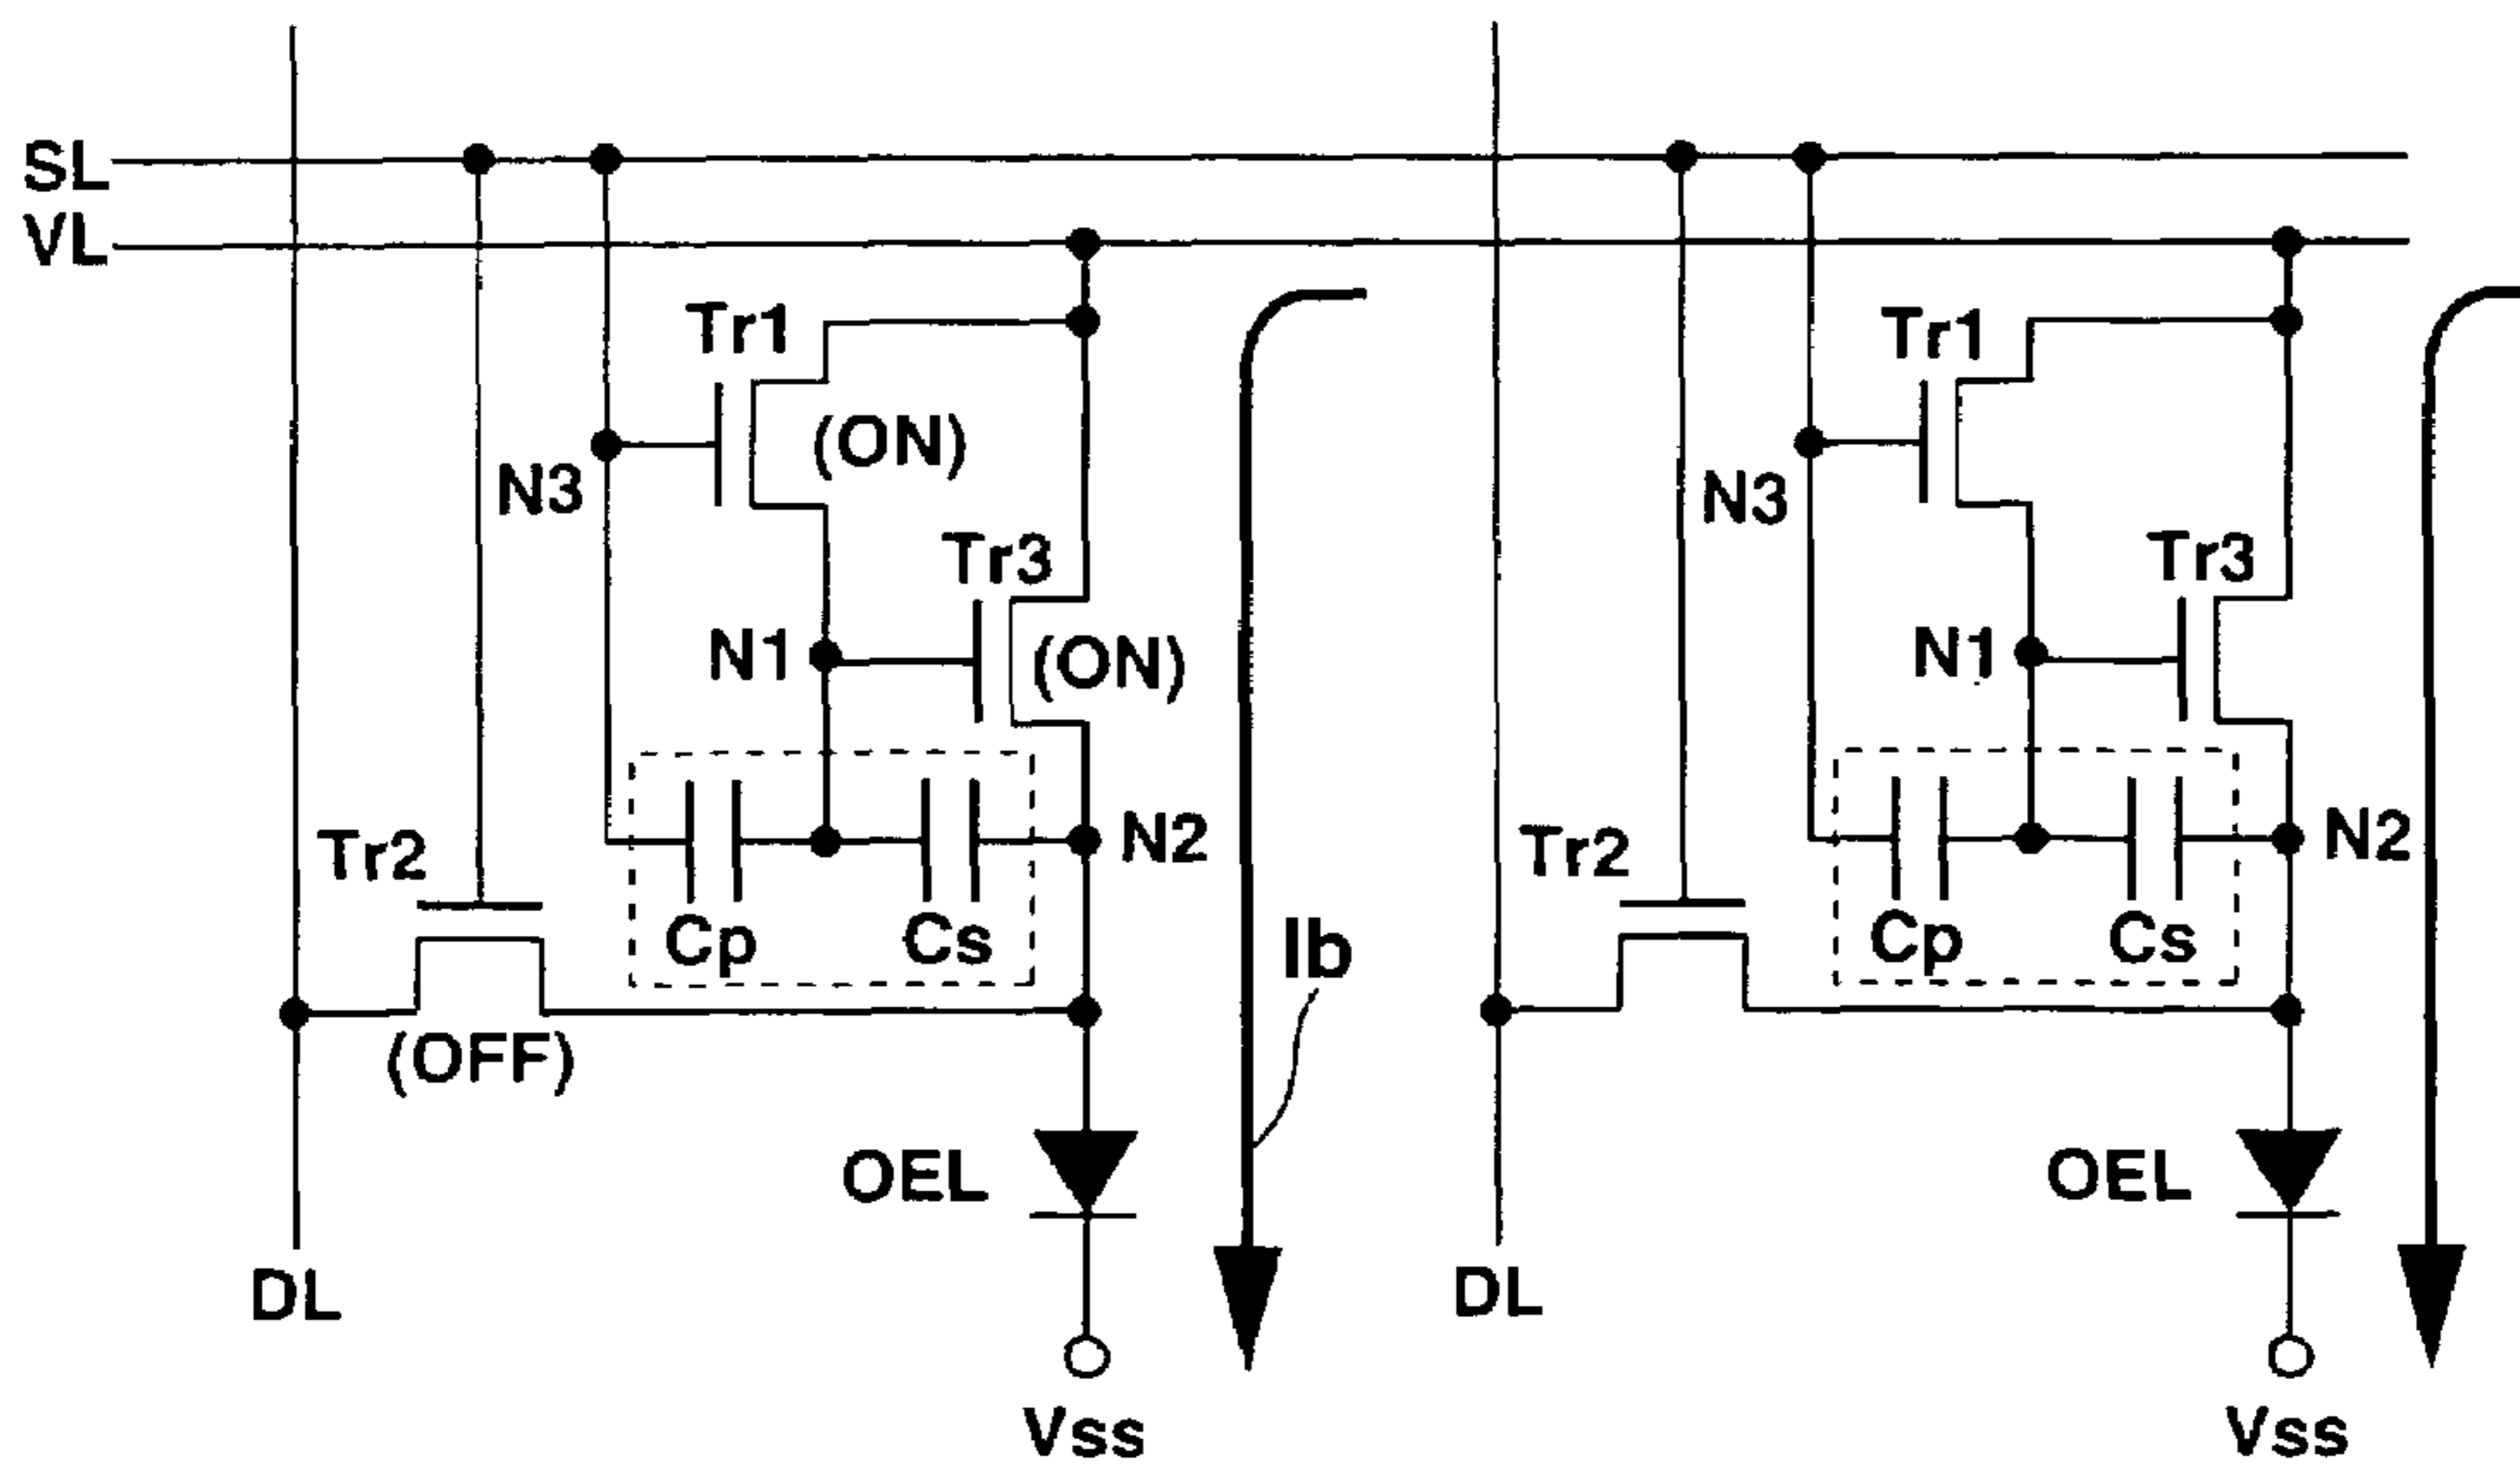 SL
VL
Tr1
(ON)
N3
Tr3
N1
(ON)
Tr2
Cp
Cs
N2
(OFF)
OEL
DL
Vss
Ib
Tr1
N3
Tr3
N1
Tr2
Cp
Cs
N2
OEL
DL
Vss